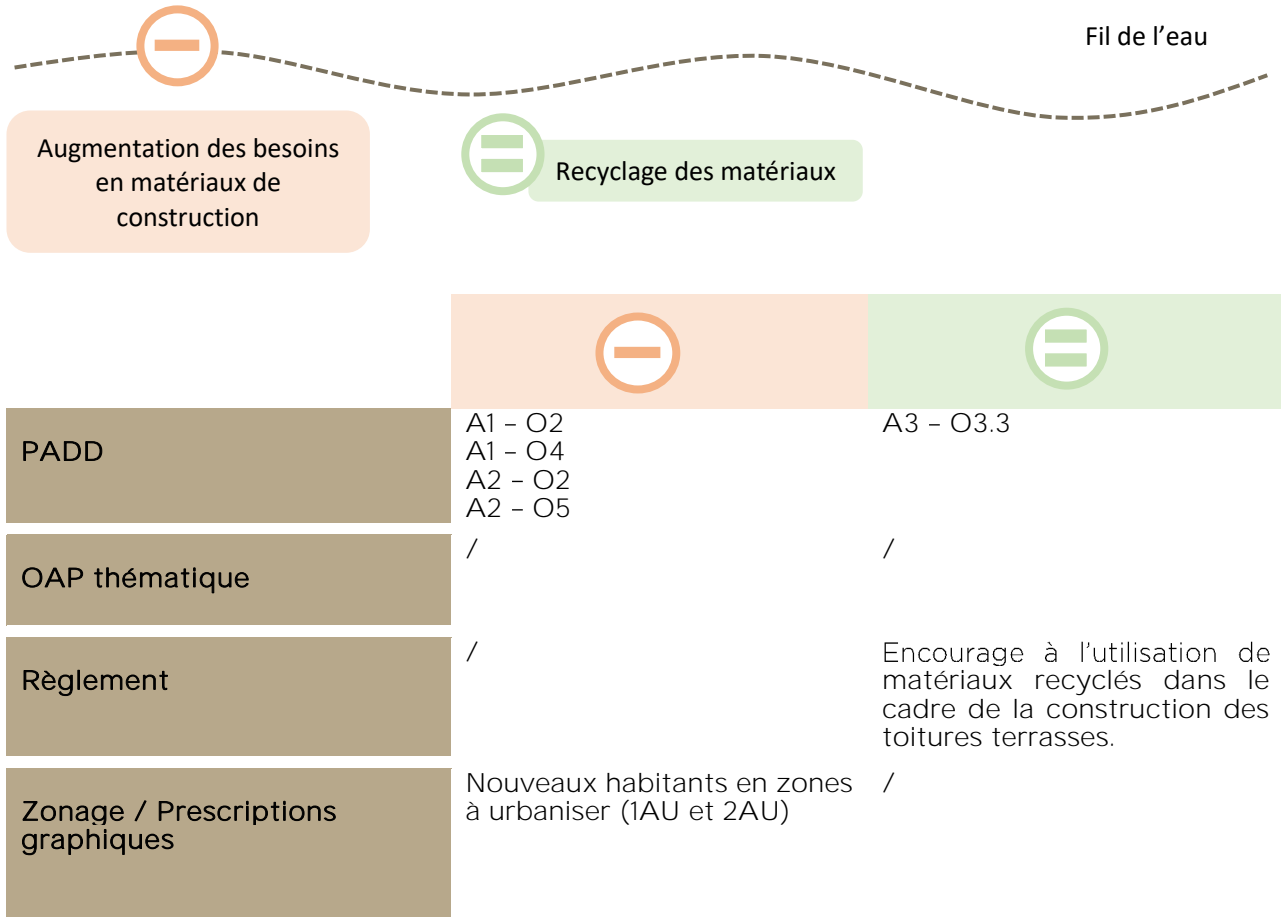 Fil de l’eau
Augmentation des besoins
en matériaux de
construction
Recyclage des matériaux
PADD
A1 – O2
A1 – O4
A2 – O2
A2 – O5
A3 – O3.3
OAP thématique
/
/
Règlement
/
Encourage à l’utilisation de
matériaux recyclés dans le
cadre de la construction des
toitures terrasses.
Zonage / Prescriptions
graphiques
Nouveaux habitants en zones
à urbaniser (1AU et 2AU)
/